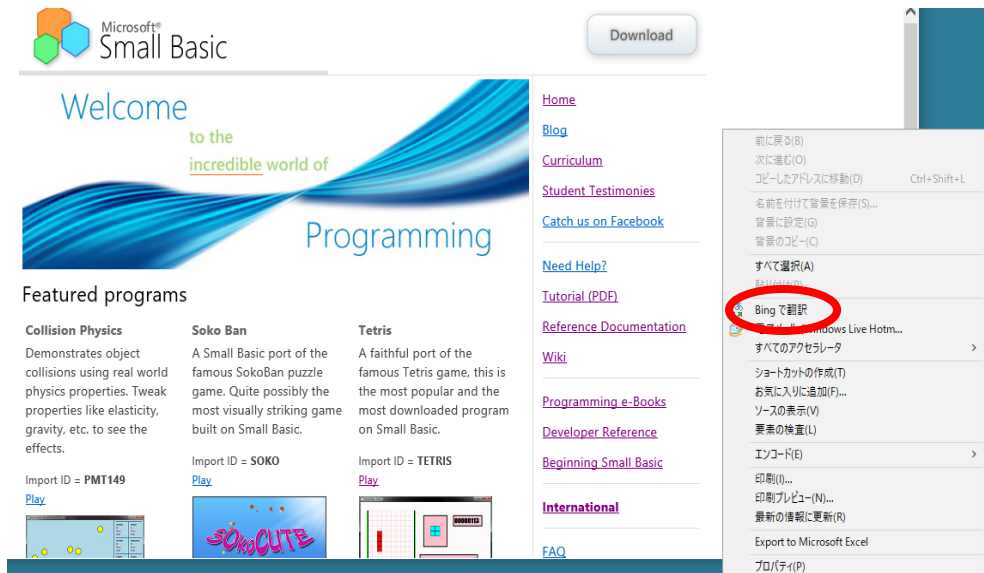 Microsoft®
Small Basic
Download
Welcome
to the
incredible world of
Programming
Home
Blog
Curriculum
Student Testimonies
Catch us on Facebook
Need Help?
Tutorial (PDF)
Reference Documentation
Wiki
Programming e-Books
Developer Reference
Beginning Small Basic
International
FAQ
Featured programs
Collision Physics
Demonstrates object
collisions using real world
physics properties. Tweak
properties like elasticity,
gravity, etc. to see the
effects.
Import ID = PMT149
Play
Soko Ban
A Small Basic port of the
famous SokoBan puzzle
game. Quite possibly the
most visually striking game
built on Small Basic.
Import ID = SOKO
Play
SOKOCUTE
Tetris
A faithful port of the
famous Tetris game, this is
the most popular and the
most downloaded program
on Small Basic.
Import ID = TETRIS
Play
前に戻る(B)
次に進む(O)
コピーしたアドレスに移動(D) Ctrl+Shift+L
名前を付けて背景を保存(S)...
背景に設定(G)
背景のコピー(C)
すべて選択(A)
貼り付け(P)
Bing で翻訳
Windows Live Hotm...
すべてのアクセラレータ
ショートカットの作成(T)
お気に入りに追加(F)...
ソースの表示(V)
要素の検査(L)
エンコード(E)
印刷(I)...
印刷プレビュー(N)...
最新の情報に更新(R)
Export to Microsoft Excel
プロパティ(P)